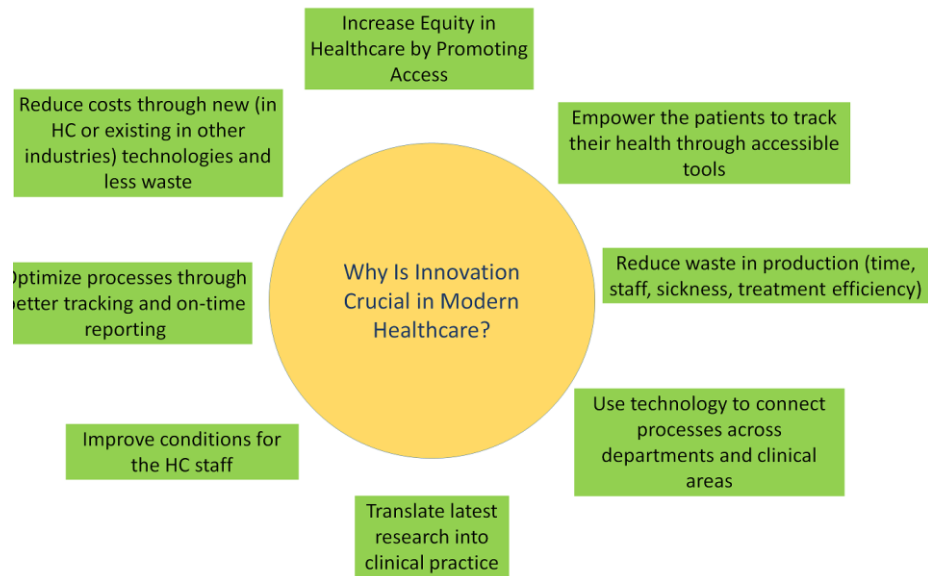 Increase Equity in
Healthcare by Promoting
Access
Reduce costs through new (in
HC or existing in other
industries) technologies and
less waste
Empower the patients to track
their health through accessible
tools
Why Is Innovation
Crucial in Modern
Healthcare?
Optimize processes through
better tracking and on-time
reporting
Reduce waste in production (time,
staff, sickness, treatment efficiency)
Improve conditions for
the HC staff
Use technology to connect
processes across
departments and clinical
areas
Translate latest
research into
clinical practice